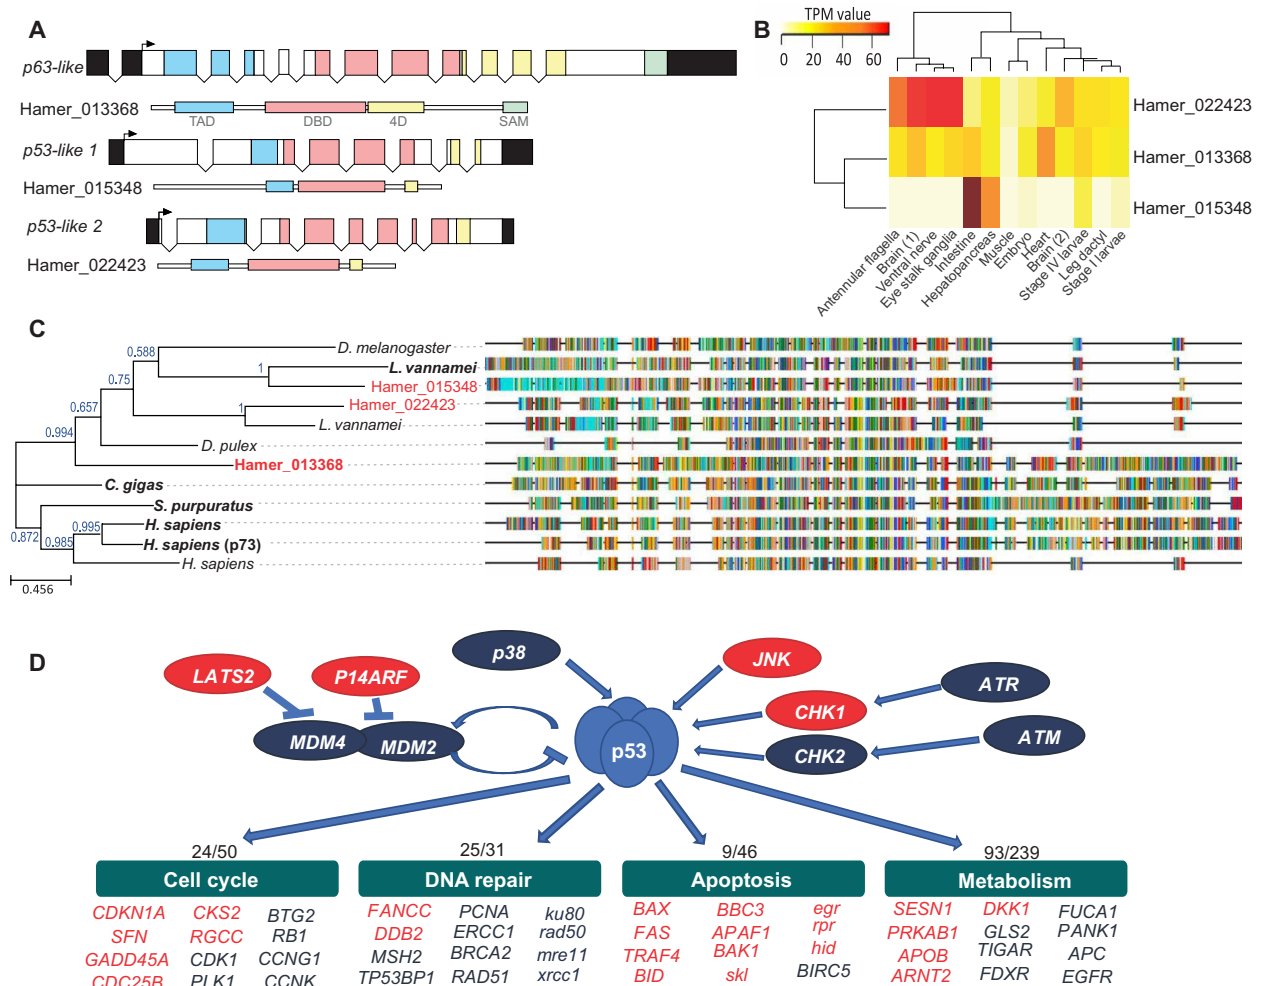 A
p63-like
Hamer_013368
TAD DBD 4D SAM
p53-like 1
Hamer_015348
p53-like 2
Hamer_022423
B
TPM value
0 20 40 60
Hamer_022423
Hamer_013368
Hamer_015348
Antennular flagella
Brain (1)
Ventral nerve
Eye stalk ganglia
Intestine
Hepatopancreas
Muscle
Embryo
Heart
Brain (2)
Stage IV larvae
Leg dactyl
Stage I larvae
C
0.588
D. melanogaster
1
L. vannamei
0.75
Hamer_015348
0.657
1
Hamer_022423
L. vannamei
0.994
D. pulex
Hamer_013368
C. gigas
S. purpuratus
0.872
0.995
H. sapiens
0.985
H. sapiens (p73)
H. sapiens
0.456
D
LATS2
P14ARF
p38
JNK
MDM4
MDM2
p53
CHK1
CHK2
ATR
ATM
24/50
Cell cycle
CDKN1A CKS2 BTG2
SFN RGCC RB1
GADD45A CDK1 CCNG1
CDC25B PLK1 CCNK
25/31
DNA repair
FANCC PCNA ku80
DDB2 ERCC1 rad50
MSH2 BRCA2 mre11
TP53BP1 RAD51 xrcc1
9/46
Apoptosis
BAX BBC3 egr
FAS APAF1 rpr
TRAF4 BAK1 hid
BID skl BIRC5
93/239
Metabolism
SESN1 DKK1 FUCA1
PRKAB1 GLS2 PANK1
APOB TIGAR APC
ARNT2 FDXR EGFR